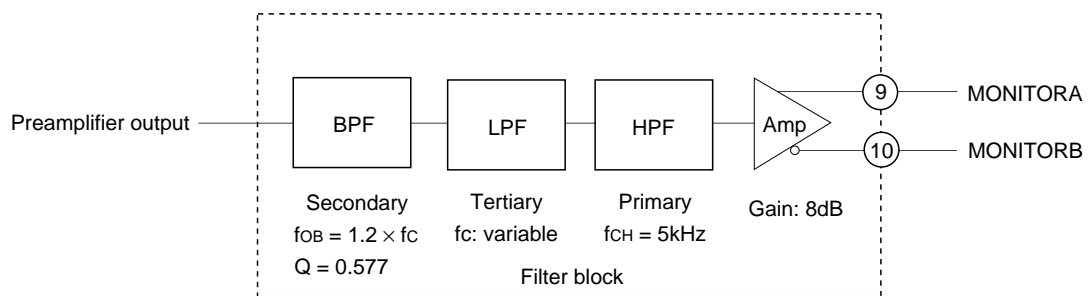 Preamplifier output
BPF
LPF
HPF
Amp
9
MONITORA
10
MONITORB
Secondary
fOB = 1.2 × fC
Q = 0.577
Tertiary
fC: variable
Primary
fCH = 5kHz
Gain: 8dB
Filter block